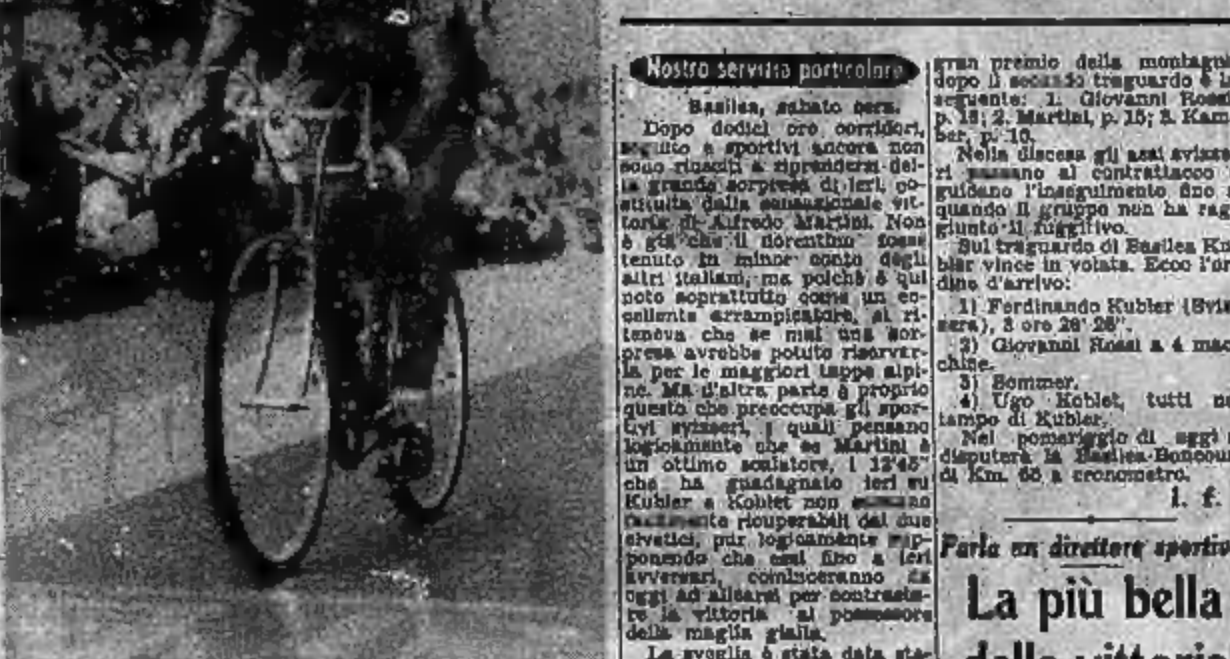 Nostro servizio particolare
Basilea, sabato sera.
Dopo dodici ore corridori,
seguito e sportivi ancora non
sono riusciti a riprendersi del-
la grande sorpresa di ieri, co-
stituita dalla sensazionale vit-
toria di Alfredo Martini. Non
è già che il fiorentino fosse
tenuto in minor conto degli
altri italiani, ma poichè è qui
noto soprattutto come un ec-
cellente arrampicatore, si ri-
teneva che se mai una sor-
presa avrebbe potuto riservar-
la per le maggiori tappe alpi-
ne. Ma d'altra parte è proprio
questo che preoccupa gli spor-
tivi svizzeri, i quali pensano
logicamente che se Martini è
un ottimo scalatore, i 12'45"
che ha guadagnato ieri su
Kubler e Koblet non
ricuperabili dai due
elvetici, pur logicamente sup-
ponendo che essi fino a ieri
avversari, cominceranno da
oggi ad allearsi per contrasta-
re la vittoria al possessore
della maglia gialla.
La sveglia è stata data sta-
gran premio della montagna
dopo il secondo traguardo è
seguente: 1. Giovanni Rossi
p. 18; 2. Martini, p. 15; 3. Kam-
ber, p. 10.
Nella discesa gli assi svizze-
ri al contrattacco
guidano l'inseguimento fino
quando il gruppo non ha rag-
giunto il fuggitivo.
Sul traguardo di Basilea Ku-
bler vince in volata. Ecco l'or-
dine d'arrivo:
1) Ferdinando Kubler (Sviz-
zera), 3 ore 26' 26".
2) Giovanni Rossi a 4 mac-
chine.
3) Sommer.
4) Ugo Koblet, tutti
tempo di Kubler.
Nel pomeriggio di oggi
disputerà la Basilea-Boncourt
di Km. 65 a cronometro.
l. f.
Parla un direttore sportivo
La più bella
delle vittorie